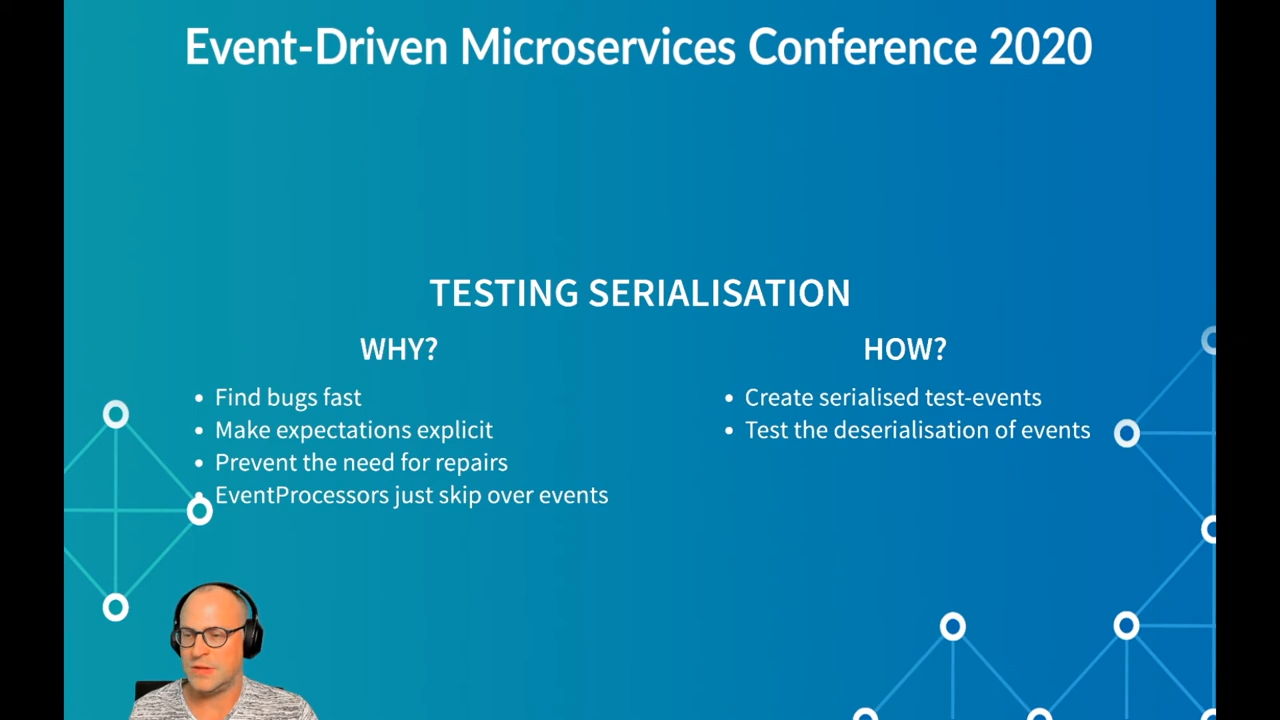 Event-Driven Microservices Conference 2020
TESTING SERIALISATION
WHY?
Find bugs fast
Make expectations explicit
Prevent the need for repairs
EventProcessors just skip over events
HOW?
Create serialised test-events
Test the deserialisation of events